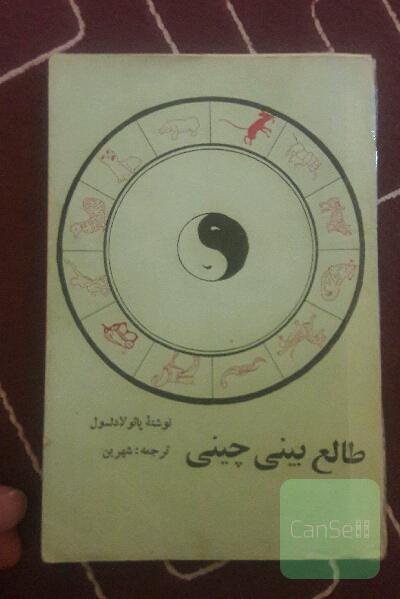 نوشتهٔ پائولادلسول
طالع بینی چینی
ترجمه: شهرین
CanSell